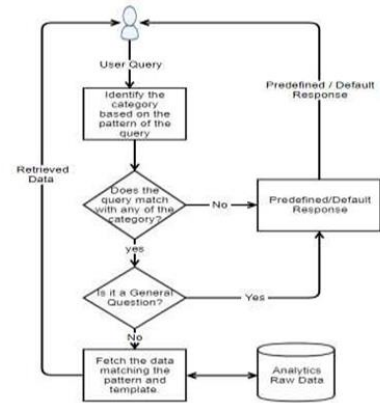 User Query
Predefined / Default
Response
Identify the
category
based on the
pattern of the
query
Retrieved
Data
Does the
query match
with any of the
category?
No
Predefined/Default
Response
yes
Is it a General
Question?
Yes
No
Fetch the data
matching the
pattern and
template.
Analytics
Raw Data